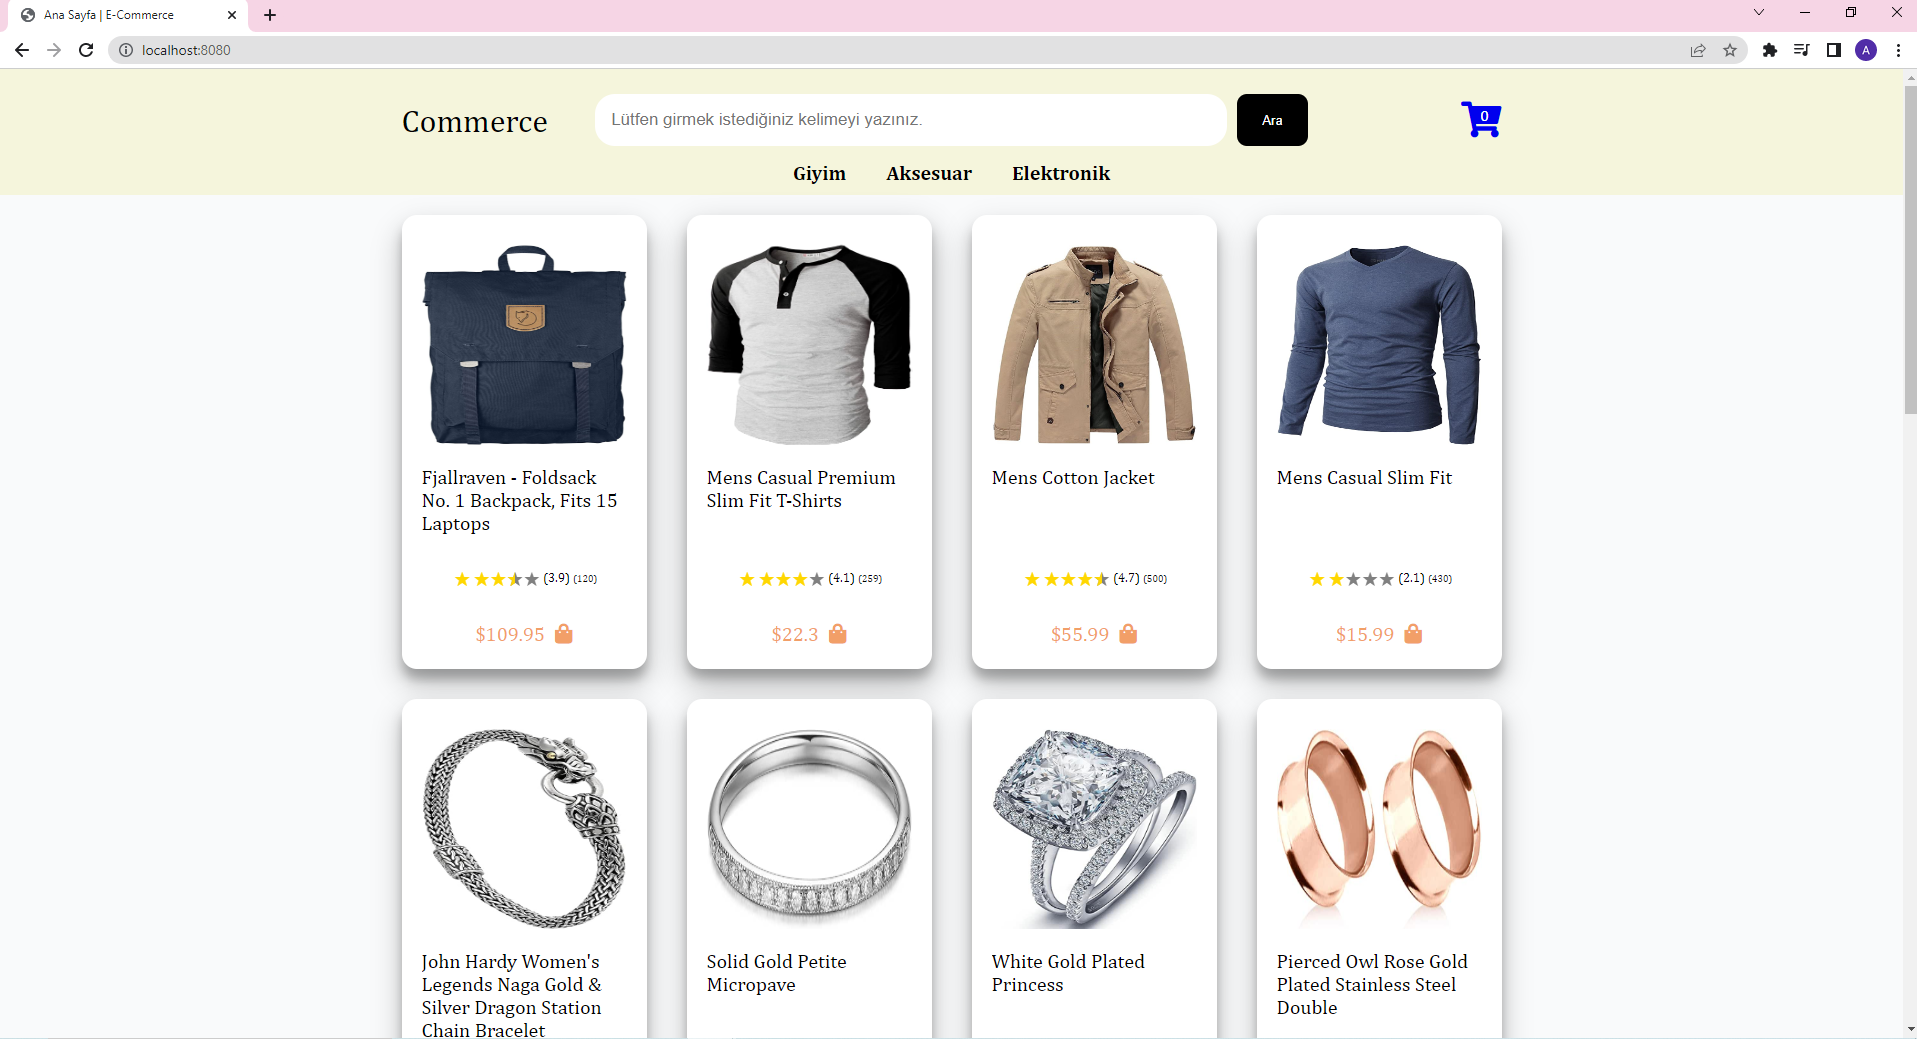 Ana Sayfa | E-Commerce
localhost:8080
A
Commerce
Lütfen girmek istediğiniz kelimeyi yazınız.
Ara
0
Giyim Aksesuar Elektronik
Fjallraven - Foldsack
No. 1 Backpack, Fits 15
Laptops
(3.9) (120)
$109.95
Mens Casual Premium
Slim Fit T-Shirts
(4.1) (259)
$22.3
Mens Cotton Jacket
(4.7) (500)
$55.99
Mens Casual Slim Fit
(2.1) (430)
$15.99
John Hardy Women's
Legends Naga Gold &
Silver Dragon Station
Chain Bracelet
Solid Gold Petite
Micropave
White Gold Plated
Princess
Pierced Owl Rose Gold
Plated Stainless Steel
Double